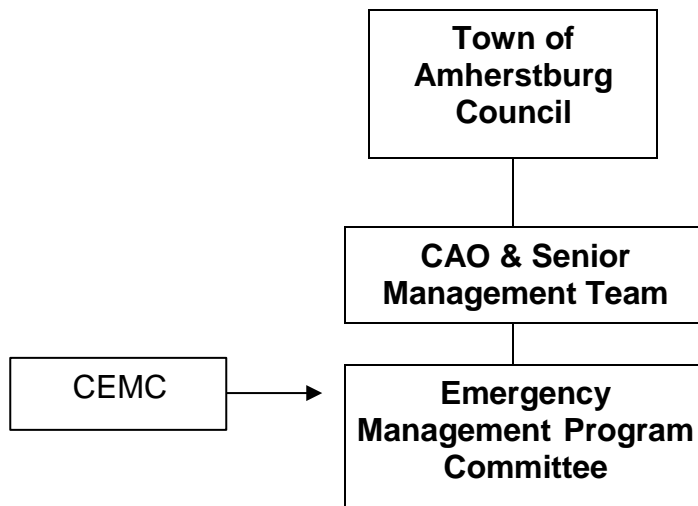 Town of
Amherstburg
Council
CAO & Senior
Management Team
CEMC
Emergency
Management Program
Committee